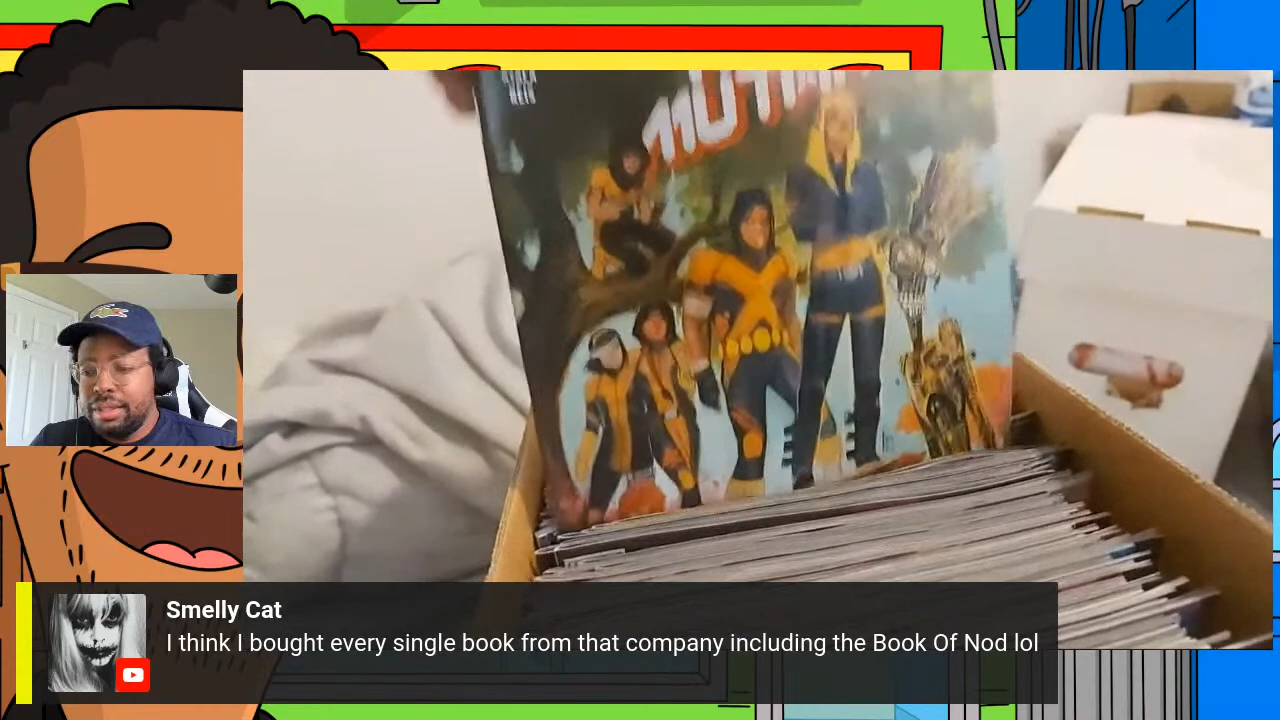 Smelly Cat
I think I bought every single book from that company including the Book Of Nod lol